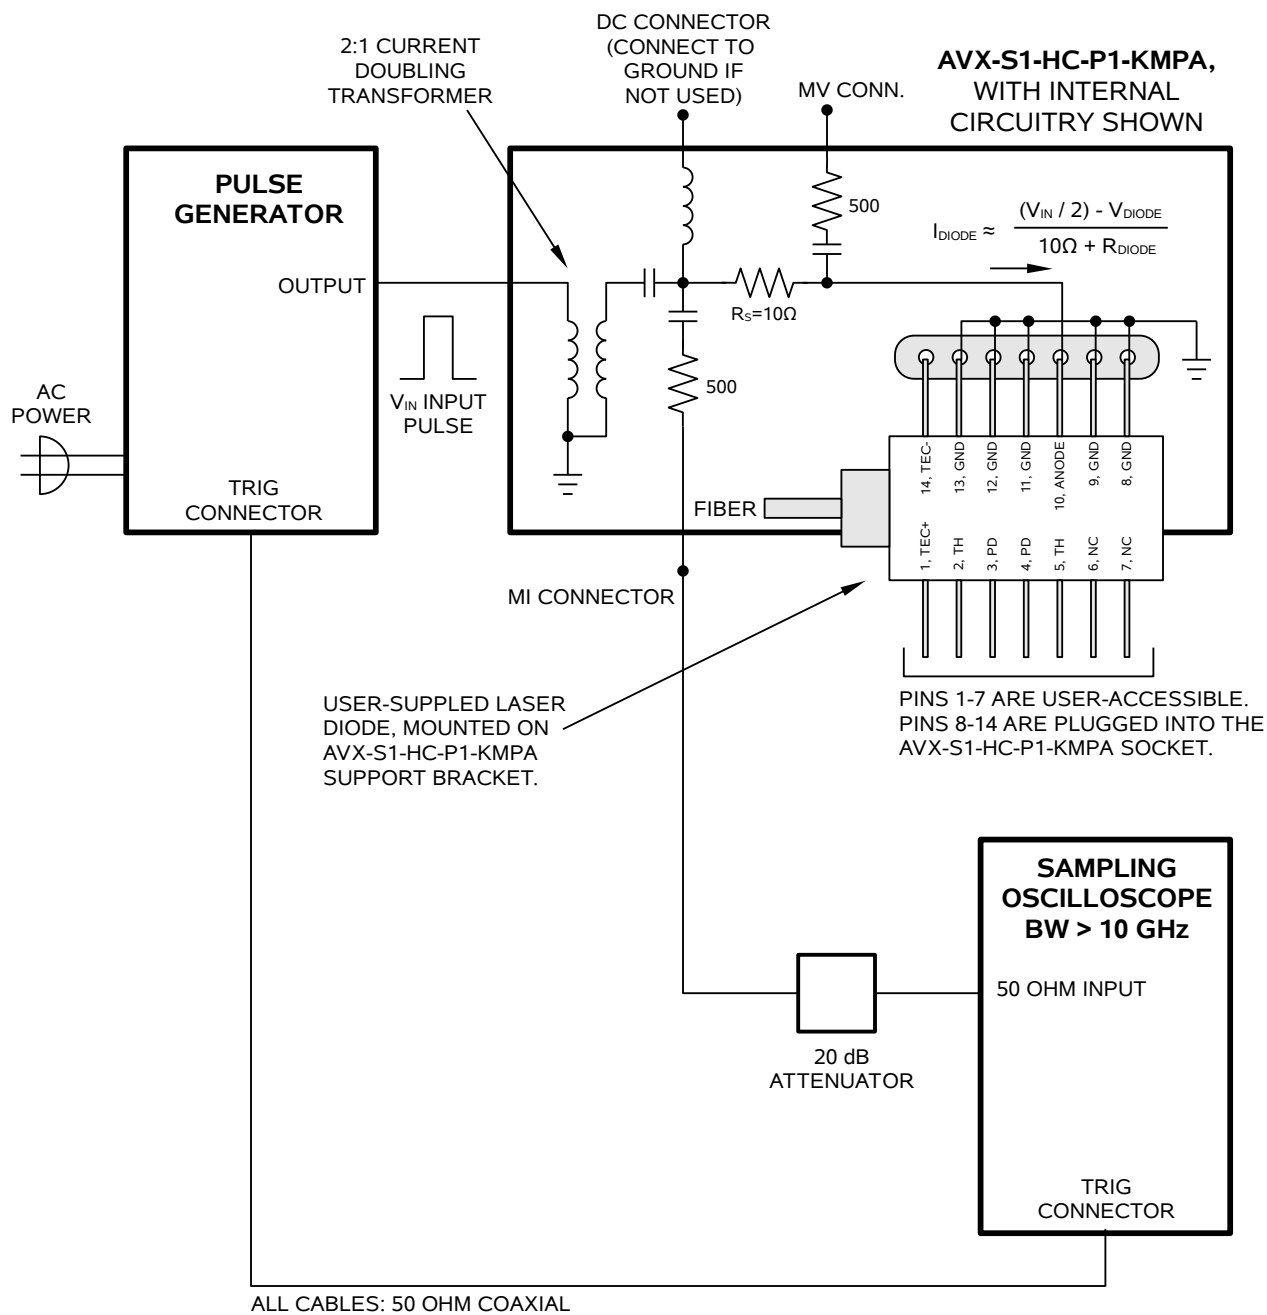 DC CONNECTOR
(CONNECT TO
GROUND IF
NOT USED)
2:1 CURRENT
DOUBLING
TRANSFORMER
MV CONN.
AVX-S1-HC-P1-KMPA,
WITH INTERNAL
CIRCUITRY SHOWN
PULSE
GENERATOR
OUTPUT
500
I_DIODE ≈ (V_IN / 2) - V_DIODE
10Ω + R_DIODE
R_S=10Ω
500
V_IN INPUT
PULSE
AC
POWER
TRIG
CONNECTOR
14, TEC-
13, GND
12, GND
11, GND
10, ANODE
9, GND
8, GND
FIBER
1, TEC+
2, TH
3, PD
4, PD
5, TH
6, NC
7, NC
MI CONNECTOR
USER-SUPPLED LASER
DIODE, MOUNTED ON
AVX-S1-HC-P1-KMPA
SUPPORT BRACKET.
PINS 1-7 ARE USER-ACCESSIBLE.
PINS 8-14 ARE PLUGGED INTO THE
AVX-S1-HC-P1-KMPA SOCKET.
SAMPLING
OSCILLOSCOPE
BW > 10 GHz
50 OHM INPUT
20 dB
ATTENUATOR
TRIG
CONNECTOR
ALL CABLES: 50 OHM COAXIAL